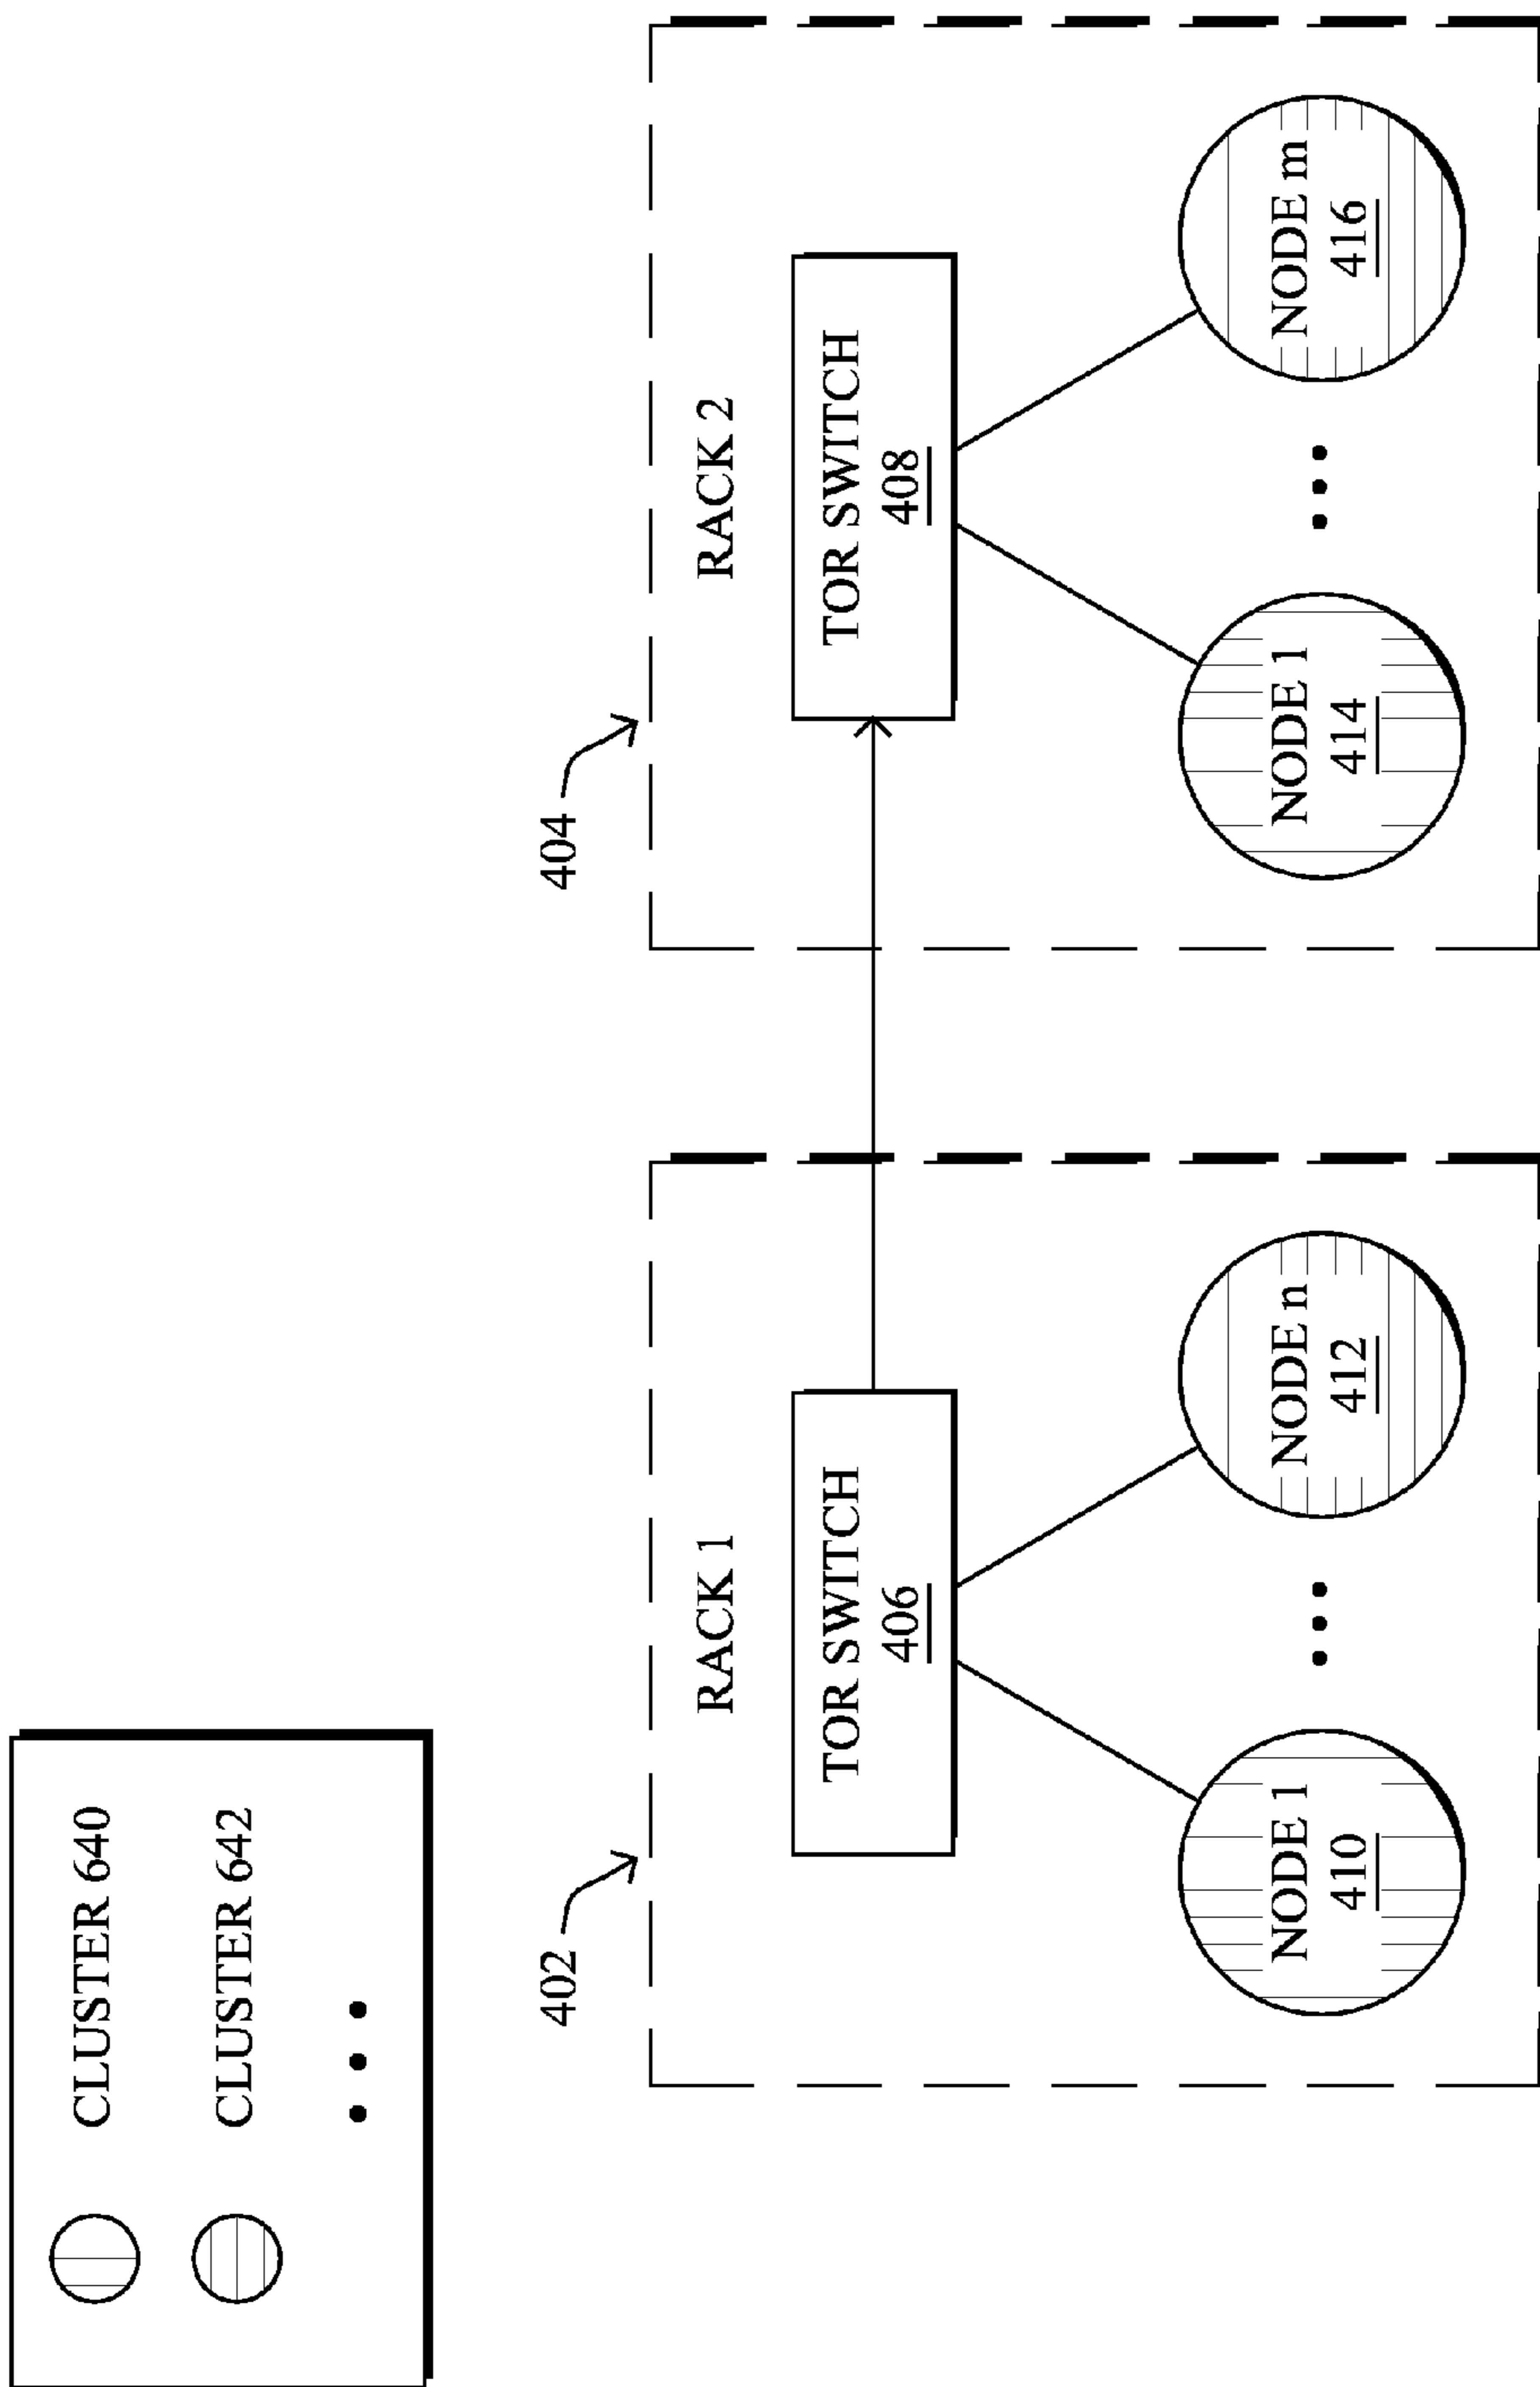 CLUSTER 640
CLUSTER 642
402
404
RACK 1
RACK 2
TOR SWITCH
406
TOR SWITCH
408
NODE 1
410
NODE n
412
NODE 1
414
NODE m
416